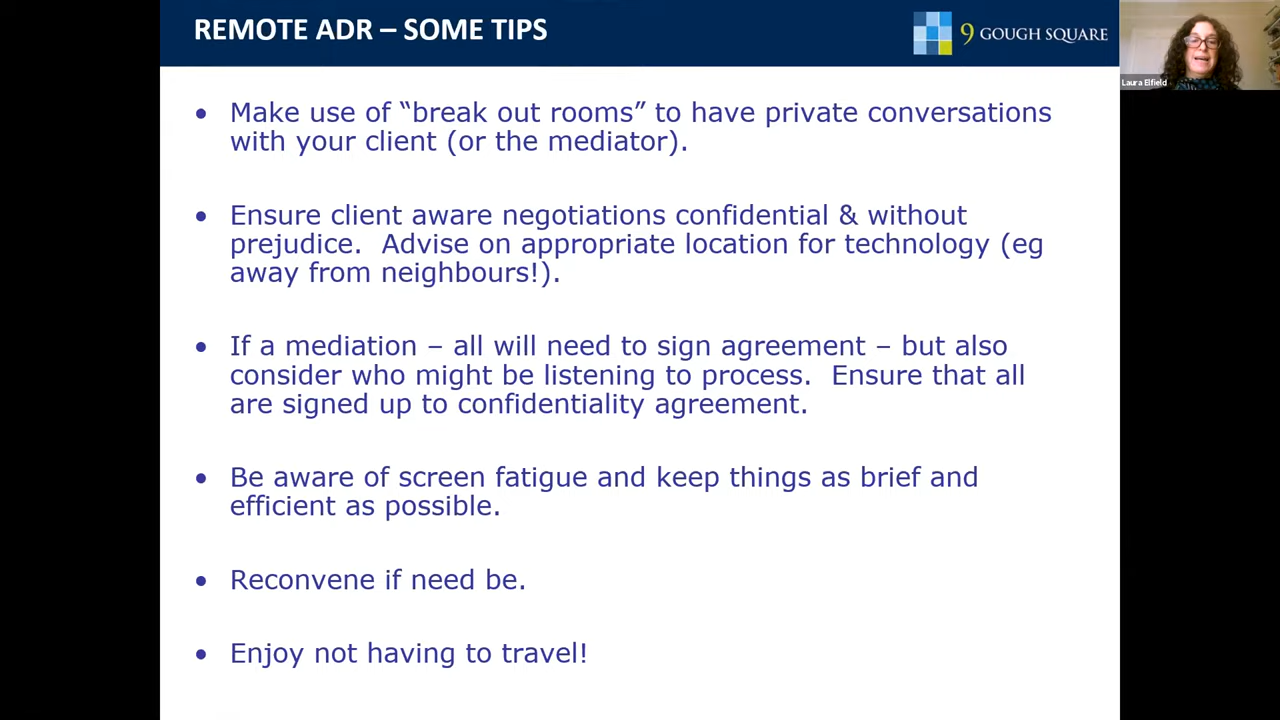 REMOTE ADR – SOME TIPS
9 GOUGH SQUARE
Laura Elfield
• Make use of “break out rooms” to have private conversations
with your client (or the mediator).
• Ensure client aware negotiations confidential & without
prejudice.  Advise on appropriate location for technology (eg
away from neighbours!).
• If a mediation – all will need to sign agreement – but also
consider who might be listening to process.  Ensure that all
are signed up to confidentiality agreement.
• Be aware of screen fatigue and keep things as brief and
efficient as possible.
• Reconvene if need be.
• Enjoy not having to travel!